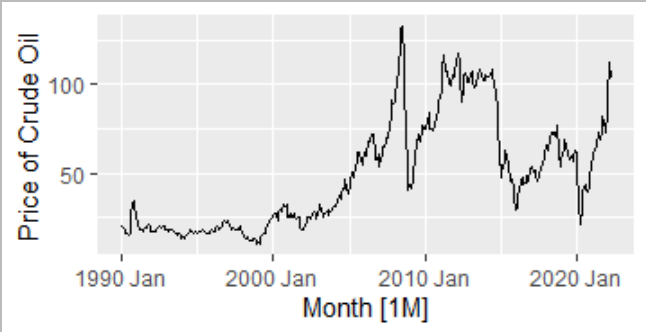 Price of Crude Oil
100
50
1990 Jan
2000 Jan
2010 Jan
2020 Jan
Month [1M]